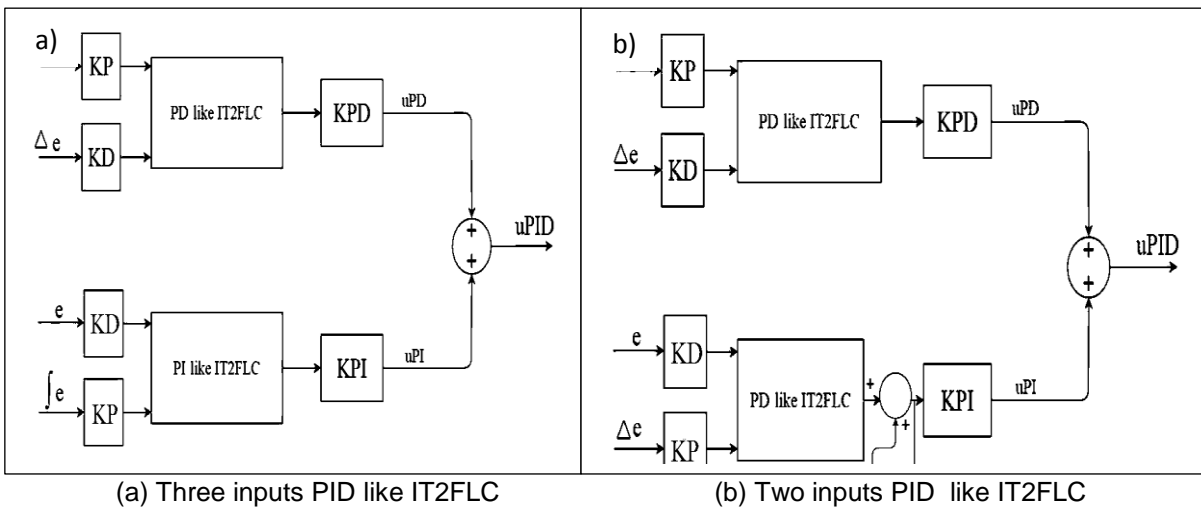 a)
KP
PD like IT2FLC
KPD
uPD
Δe
KD
+
+
uPID
e
KD
PI like IT2FLC
KPI
uPI
∫e
KP
b)
KP
PD like IT2FLC
KPD
uPD
Δe
KD
+
+
uPID
e
KD
PD like IT2FLC
+
+
KPI
uPI
Δe
KP
(a) Three inputs PID like IT2FLC
(b) Two inputs PID like IT2FLC